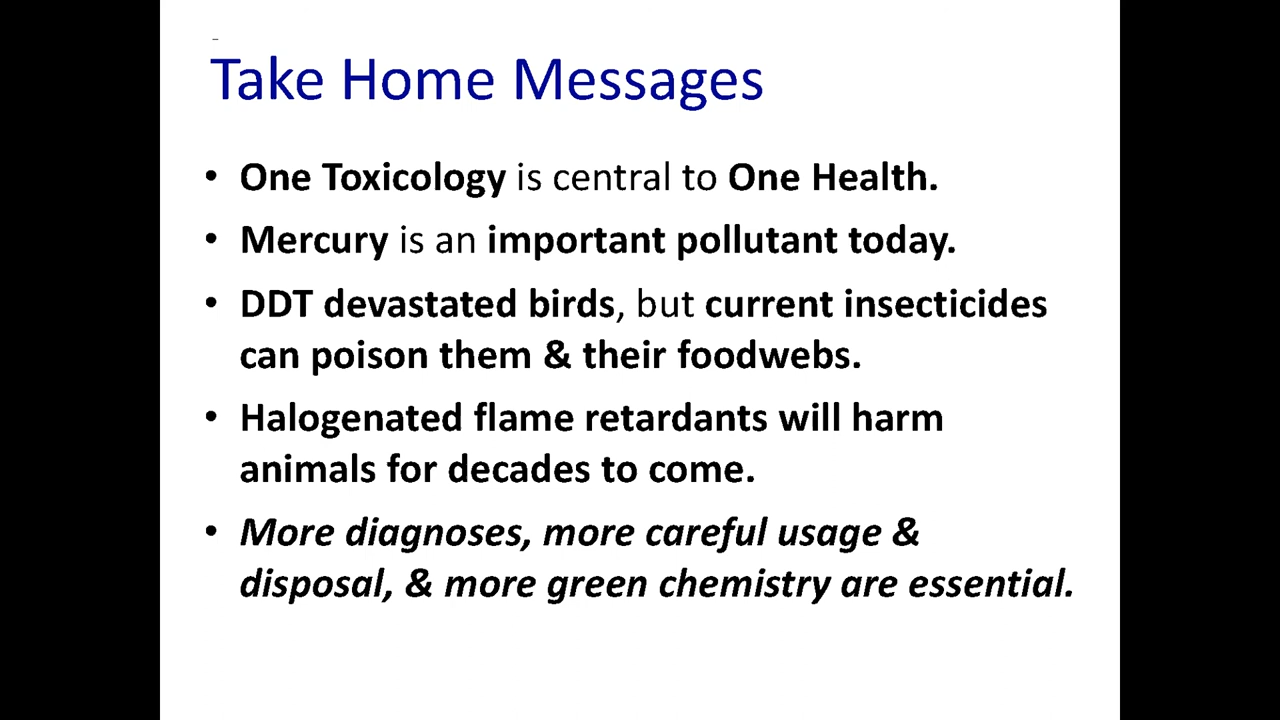 Take Home Messages
• One Toxicology is central to One Health.
• Mercury is an important pollutant today.
• DDT devastated birds, but current insecticides
can poison them & their foodwebs.
• Halogenated flame retardants will harm
animals for decades to come.
• More diagnoses, more careful usage &
disposal, & more green chemistry are essential.